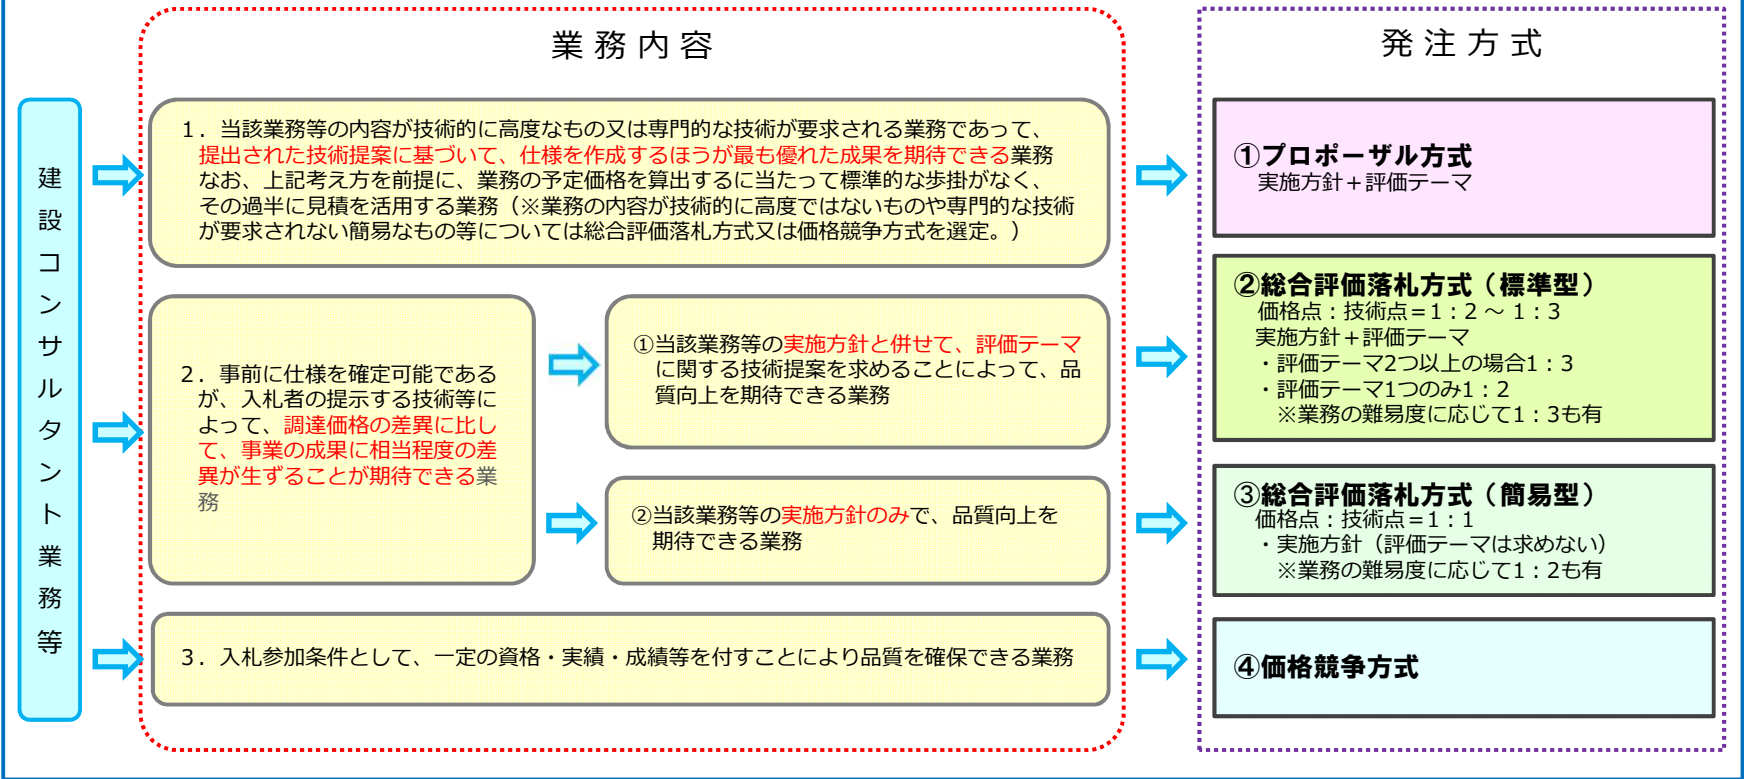 業務内容
発注方式
建設コンサルタント業務等
1．当該業務等の内容が技術的に高度なもの又は専門的な技術が要求される業務であって、
提出された技術提案に基づいて、仕様を作成するほうが最も優れた成果を期待できる業務
なお、上記考え方を前提に、業務の予定価格を算出するに当たって標準的な歩掛がなく、
その過半に見積を活用する業務（※業務の内容が技術的に高度ではないものや専門的な技術
が要求されない簡易なもの等については総合評価落札方式又は価格競争方式を選定。）
①プロポーザル方式
実施方針＋評価テーマ
2．事前に仕様を確定可能である
が、入札者の提示する技術等に
よって、調達価格の差異に比し
て、事業の成果に相当程度の差
異が生ずることが期待できる業
務
①当該業務等の実施方針と併せて、評価テーマ
に関する技術提案を求めることによって、品
質向上を期待できる業務
②総合評価落札方式（標準型）
価格点：技術点＝1：2～1：3
実施方針＋評価テーマ
・評価テーマ2つ以上の場合1：3
・評価テーマ1つのみ1：2
※業務の難易度に応じて1：3も有
②当該業務等の実施方針のみで、品質向上を
期待できる業務
③総合評価落札方式（簡易型）
価格点：技術点＝1：1
・実施方針（評価テーマは求めない）
※業務の難易度に応じて1：2も有
3．入札参加条件として、一定の資格・実績・成績等を付すことにより品質を確保できる業務
④価格競争方式